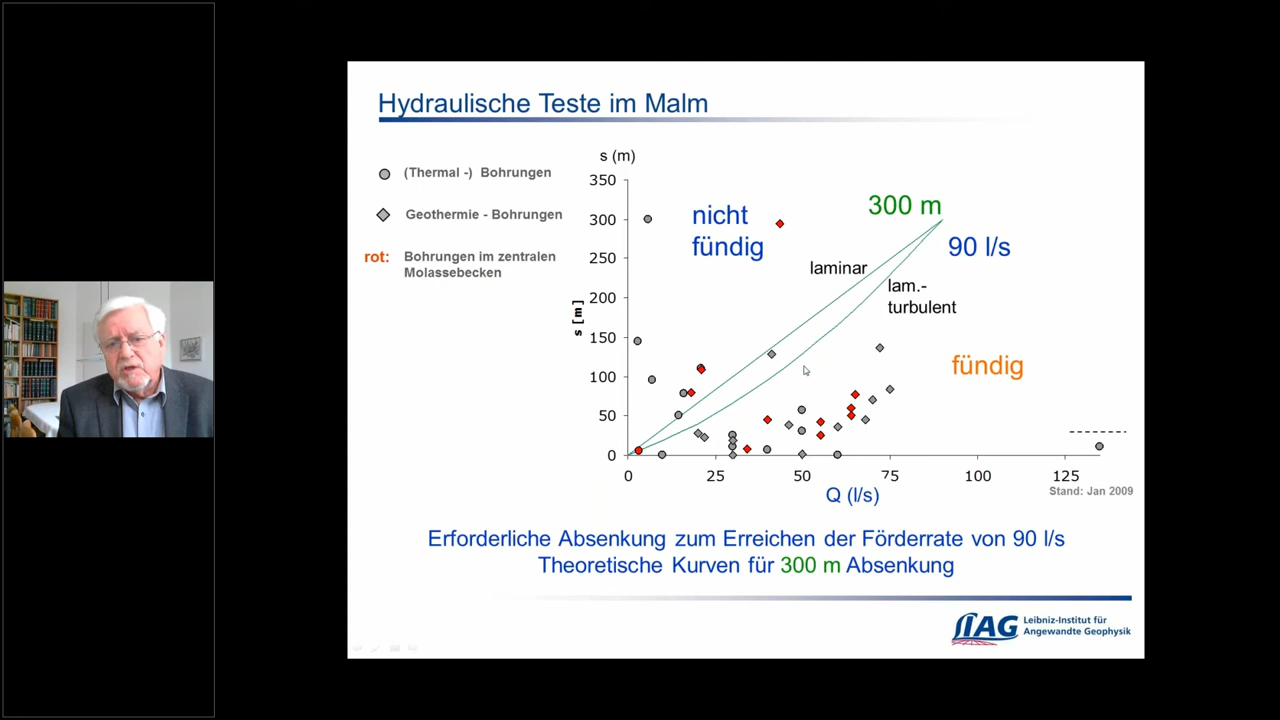 Hydraulische Teste im Malm
(Thermal -) Bohrungen
Geothermie - Bohrungen
rot: Bohrungen im zentralen
Molassebecken
s (m)
350
300
250
200
150
100
50
0
s [m]
nicht
fündig
300 m
90 l/s
laminar
lam.-
turbulent
fündig
0 25 50 75 100 125
Q (l/s)
Stand: Jan 2009
Erforderliche Absenkung zum Erreichen der Förderrate von 90 l/s
Theoretische Kurven für 300 m Absenkung
LIAG
Leibniz-Institut für
Angewandte Geophysik